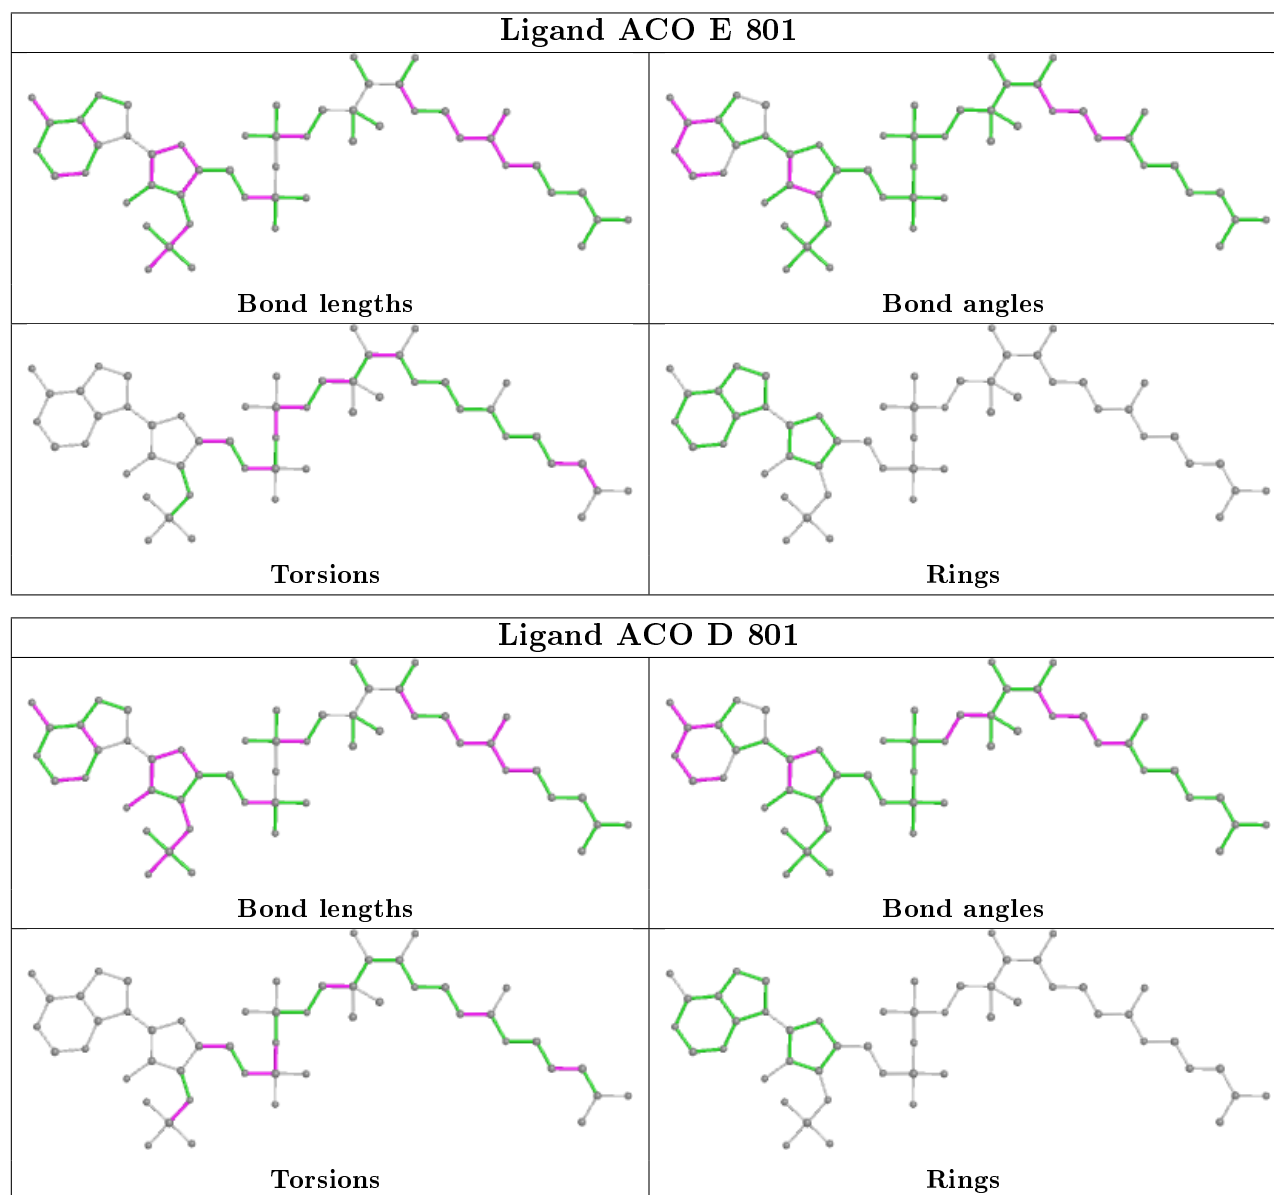 Ligand ACO E 801
Bond lengths
Bond angles
Torsions
Rings
Ligand ACO D 801
Bond lengths
Bond angles
Torsions
Rings